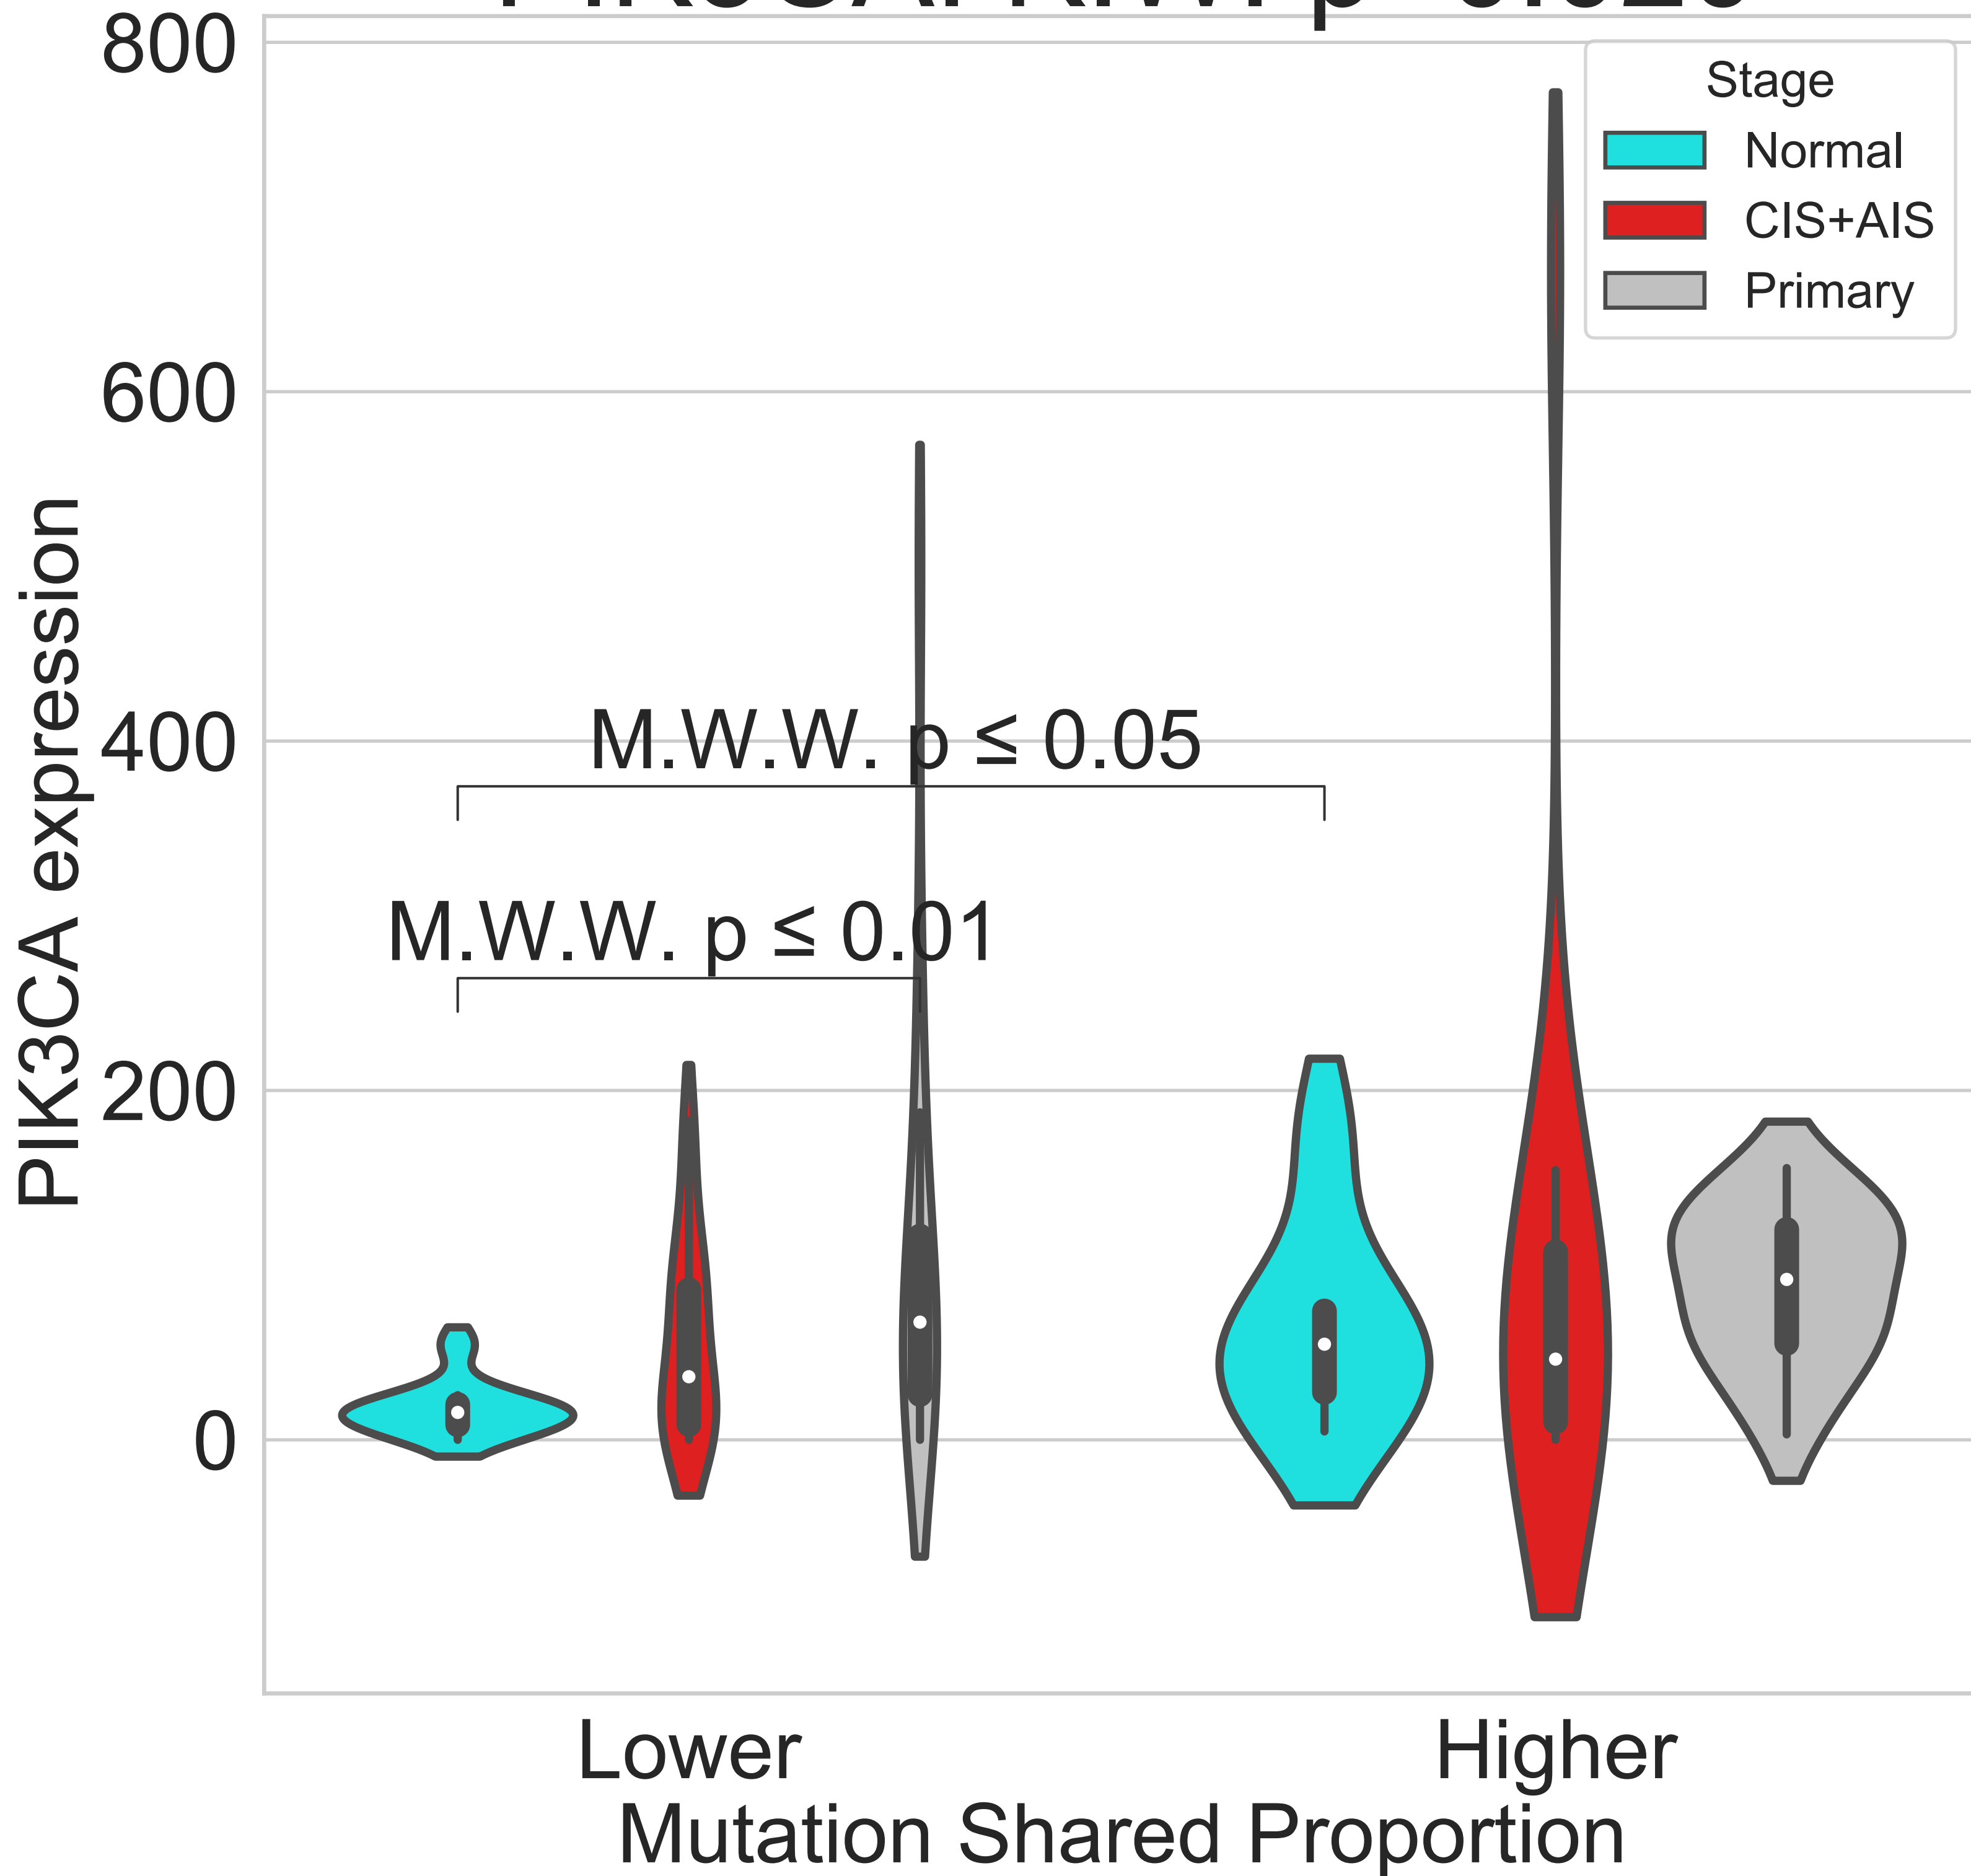 800
Stage
Normal
CIS+AIS
Primary
600
400
200
0
PIK3CA expression
M.W.W. p ≤ 0.05
M.W.W. p ≤ 0.01
Lower
Higher
Mutation Shared Proportion